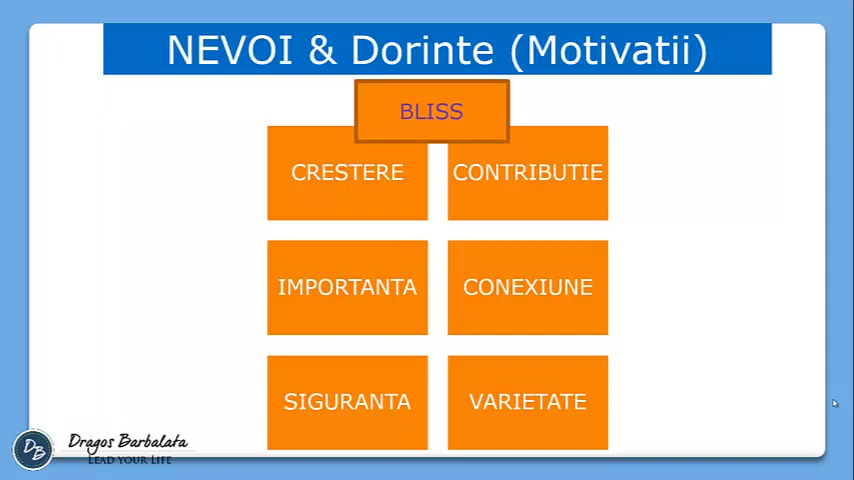 NEVOI & Dorinte (Motivatii)
BLISS
CRESTERE
CONTRIBUTIE
IMPORTANTA
CONEXIUNE
SIGURANTA
VARIETATE
DB
Dragos Barbalata
LEAD YOUR LIFE